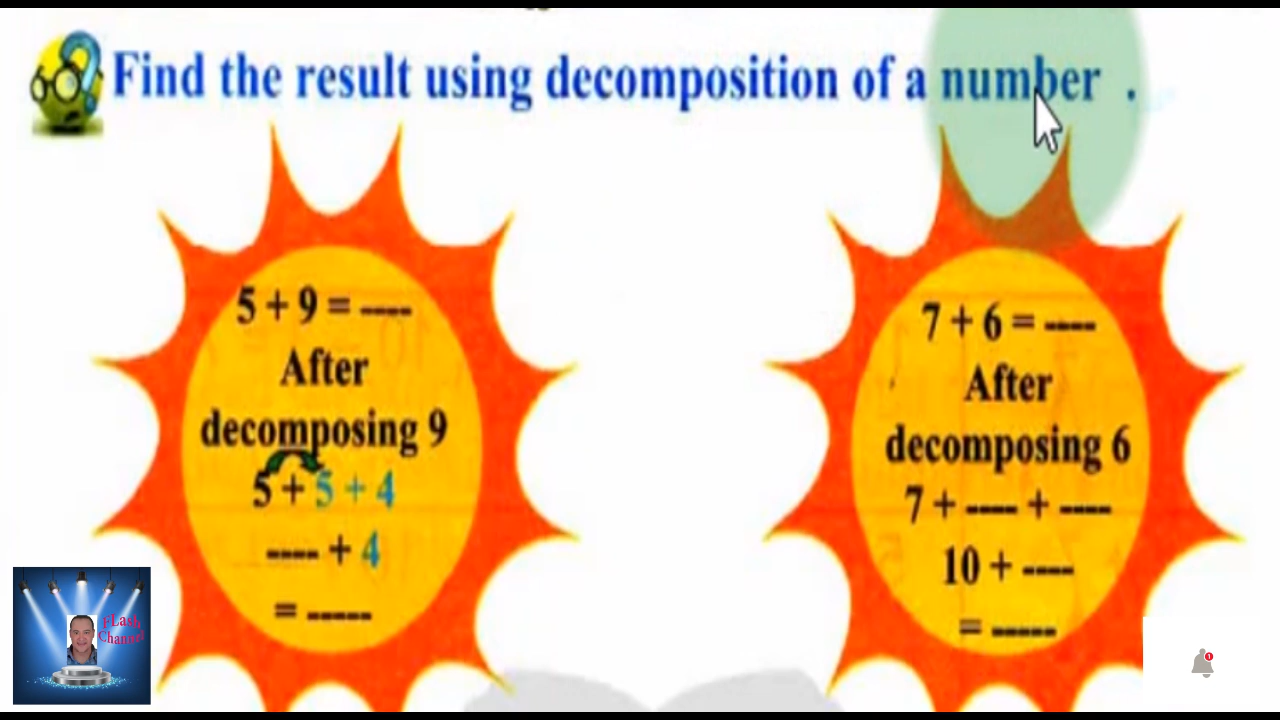 Find the result using decomposition of a number .
5 + 9 = ----
After
decomposing 9
5 + 5 + 4
---- + 4
= -----
7 + 6 = ----
After
decomposing 6
7 + ---- + ----
10 + ----
= -----
FLash
Channel
1